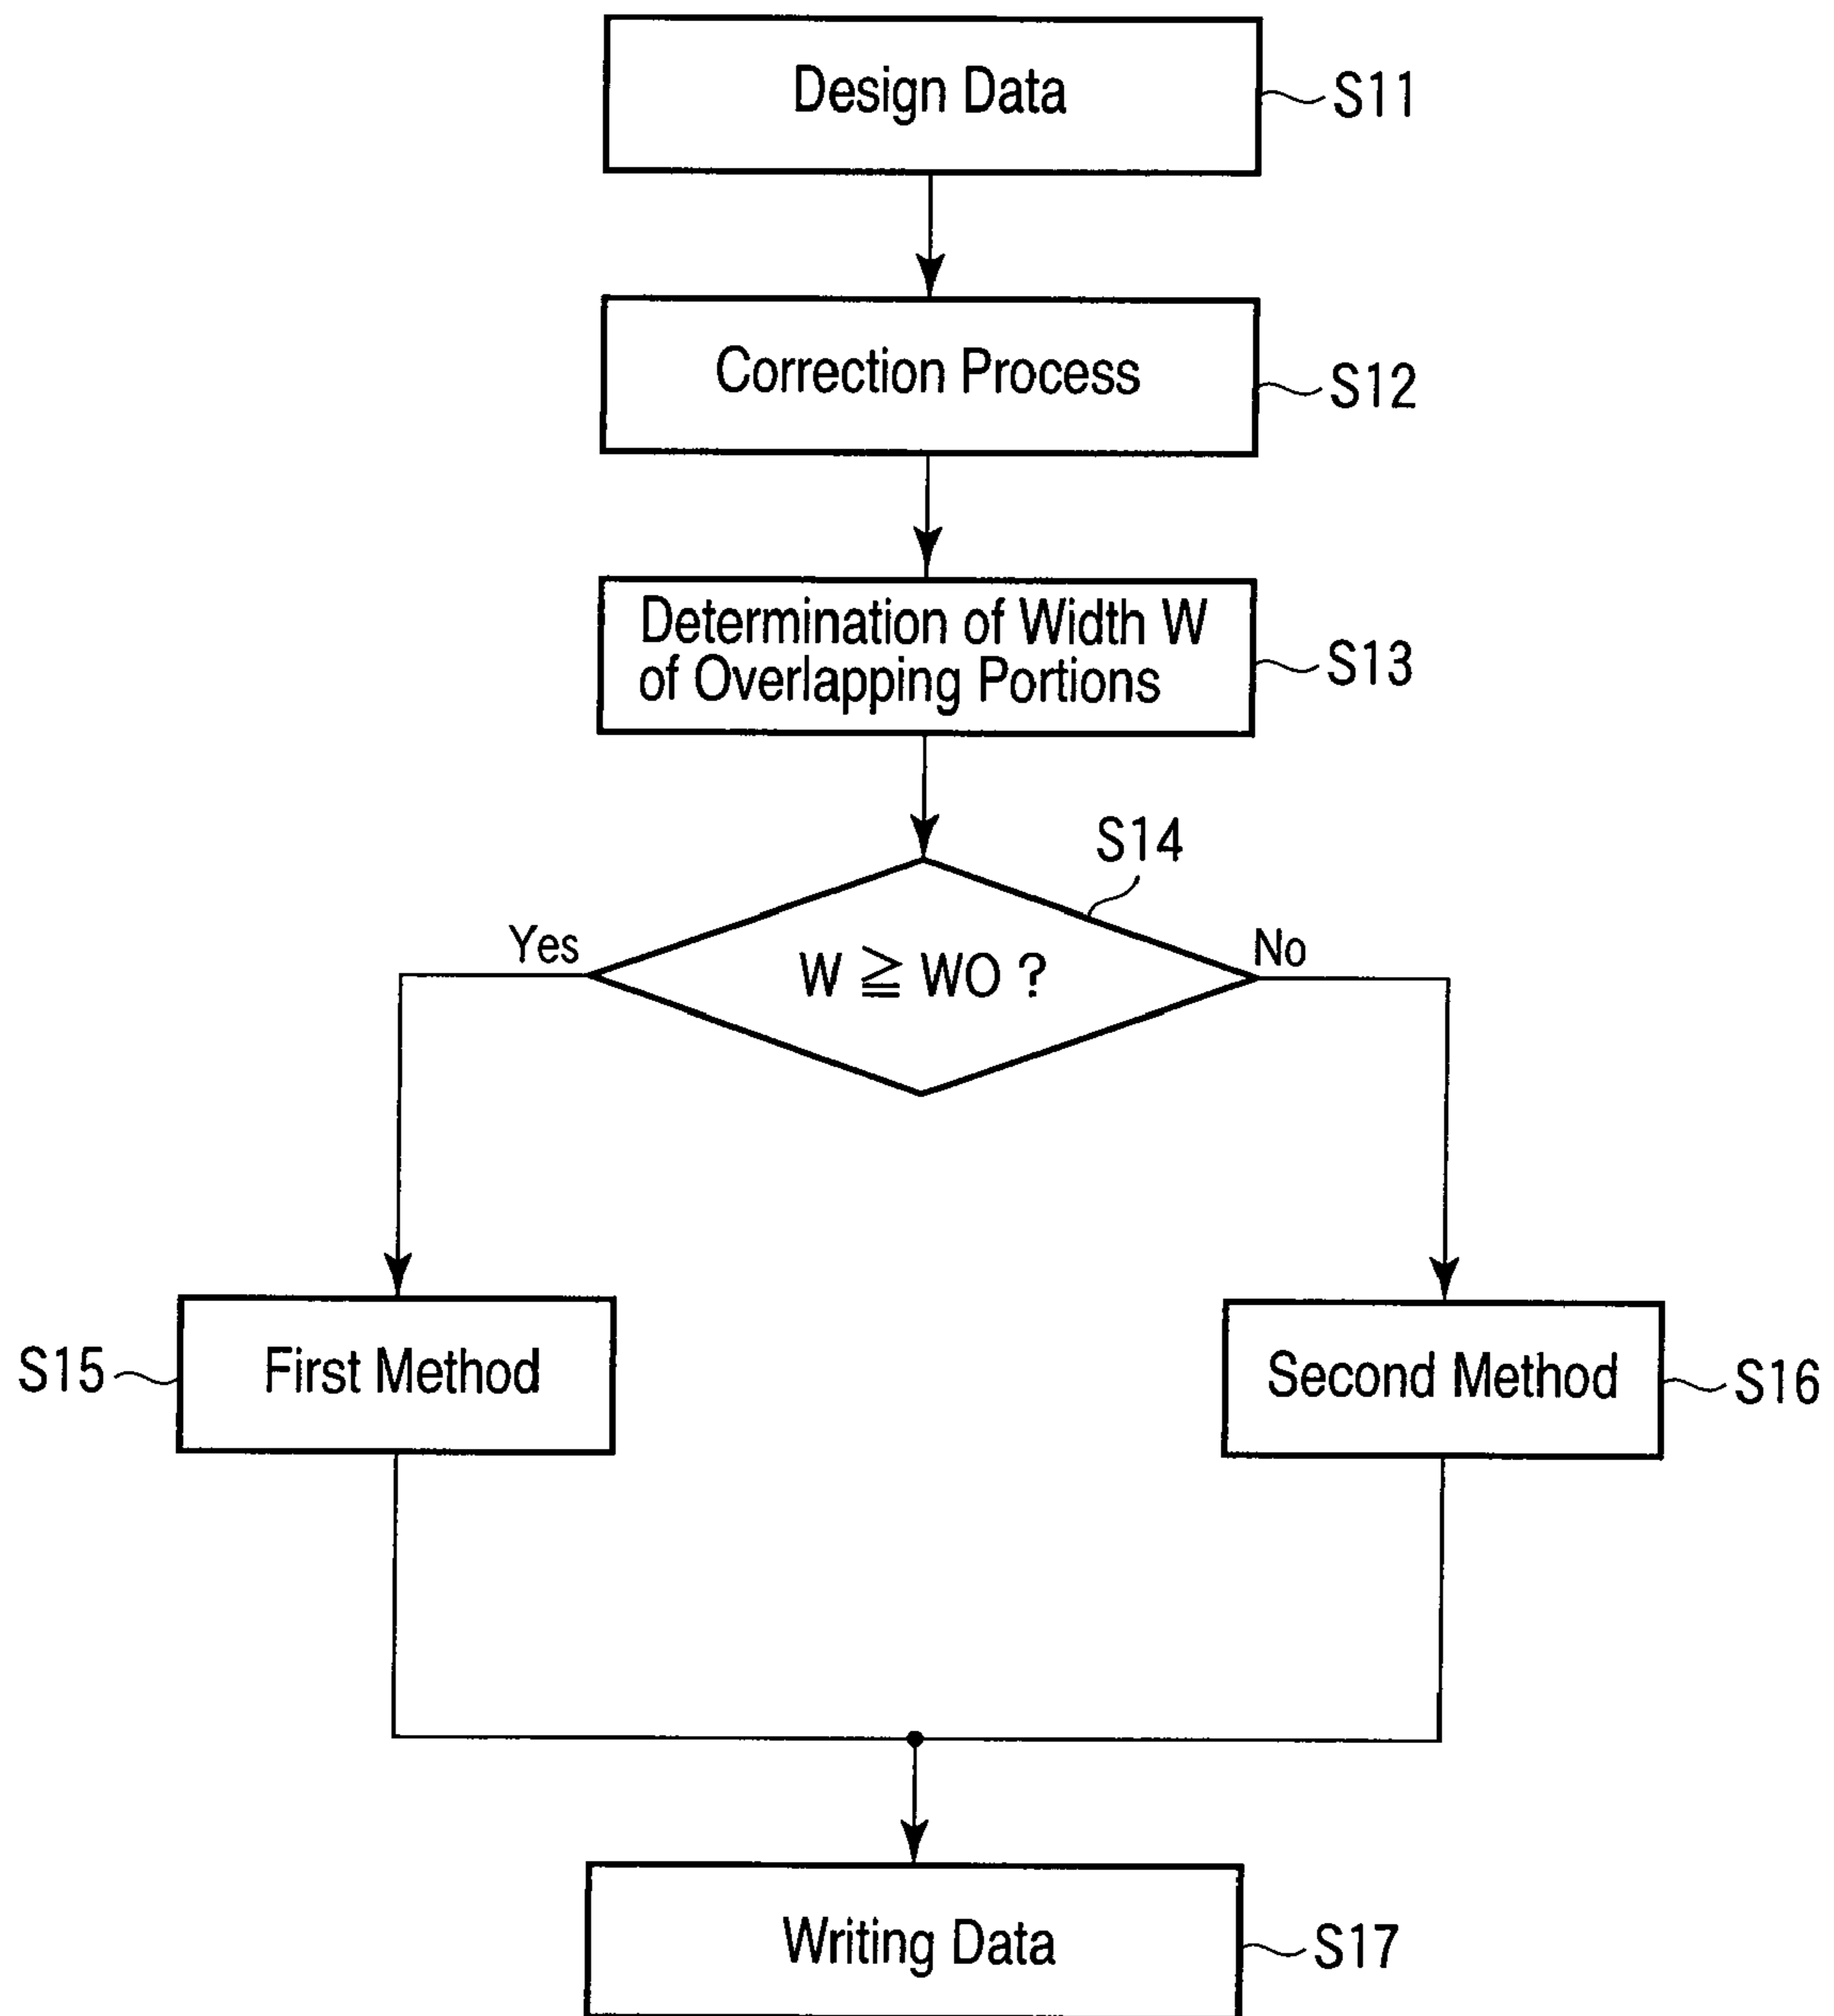 Design Data
S11
Correction Process
S12
Determination of Width W
of Overlapping Portions
S13
S14
Yes
W ≧ WO ?
No
S15
First Method
Second Method
S16
Writing Data
S17